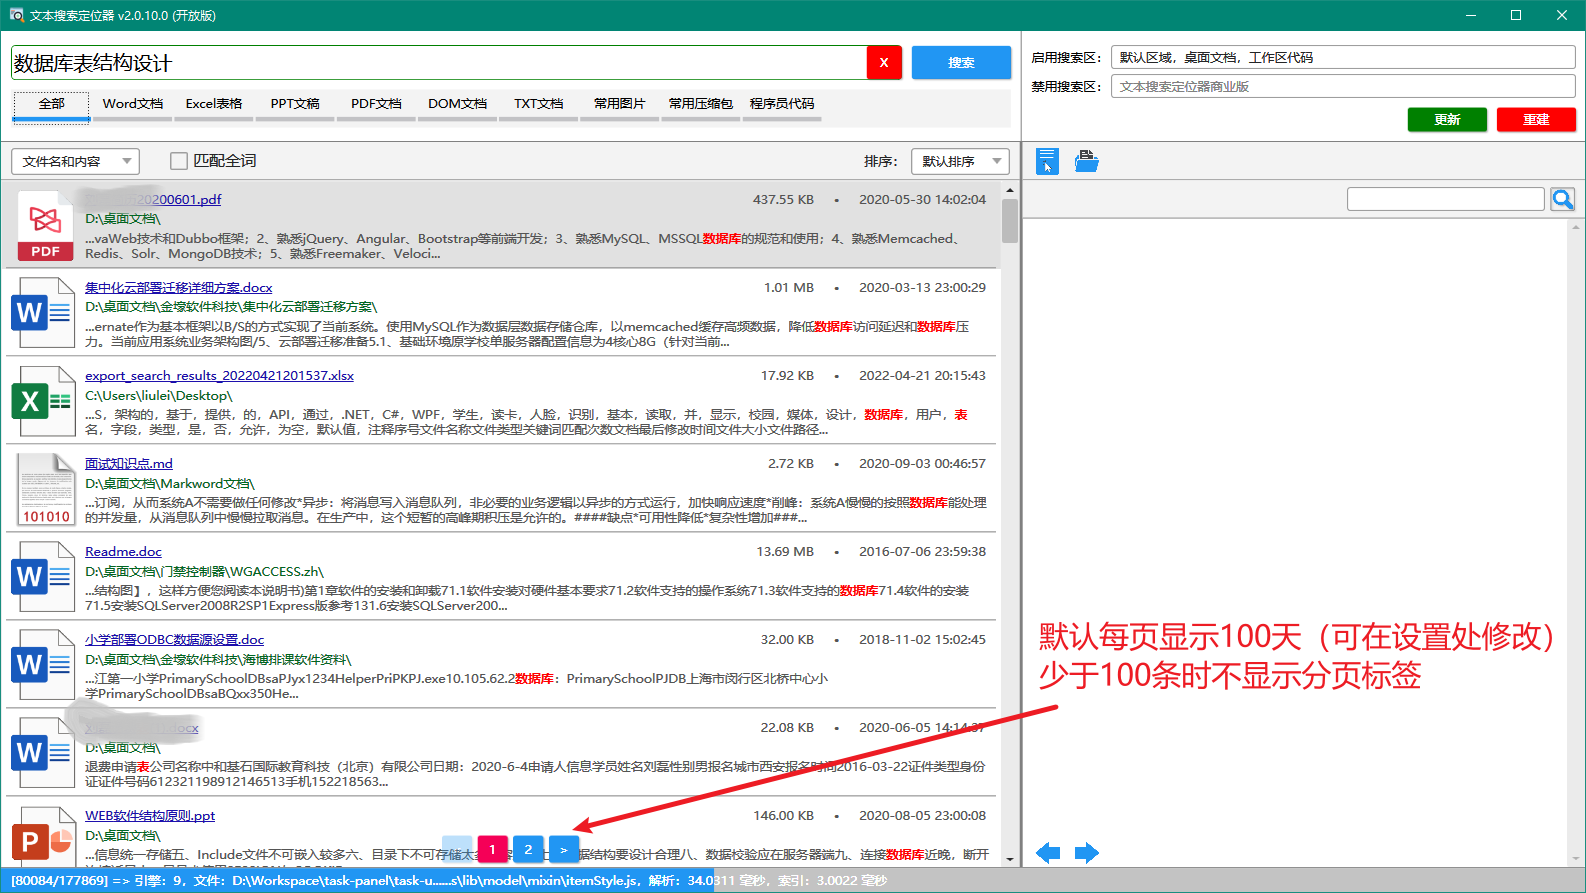 文本搜索定位器 v2.0.10.0 (开放版)
数据库表结构设计
X
搜索
全部
Word文档
Excel表格
PPT文稿
PDF文档
DOM文档
TXT文档
常用图片
常用压缩包
程序员代码
启用搜索区：
默认区域，桌面文档，工作区代码
禁用搜索区：
文本搜索定位器商业版
更新
重建
文件名和内容
匹配全词
排序：
默认排序
20200601.pdf
437.55 KB • 2020-05-30 14:02:04
D:\桌面文档\
...vaWeb技术和Dubbo框架；2、熟悉jQuery、Angular、Bootstrap等前端开发；3、熟悉MySQL、MSSQL数据库的规范和使用；4、熟悉Memcached、
Redis、Solr、MongoDB技术；5、熟悉Freemaker、Veloci...
PDF
集中化云部署迁移详细方案.docx
1.01 MB • 2020-03-13 23:00:29
D:\桌面文档\金壕软件科技\集中化云部署迁移方案\
...ernate作为基本框架以B/S的方式实现了当前系统。使用MySQL作为数据层数据存储仓库，以memcached缓存高频数据，降低数据库访问延迟和数据库压
力。当前应用系统业务架构图/5、云部署迁移准备5.1、基础环境原学校单服务器配置信息为4核心8G（针对当前...
W
export_search_results_20220421201537.xlsx
17.92 KB • 2022-04-21 20:15:43
C:\Users\liulei\Desktop\
...S，架构的，基于，提供，的，API，通过，.NET，C#，WPF，学生，读卡，人脸，识别，基本，读取，并，显示，校园，媒体，设计，数据库，用户，表
名，字段，类型，是，否，允许，为空，默认值，注释序号文件名称文件类型关键词匹配次数文档最后修改时间文件大小文件路径...
X
面试知识点.md
2.72 KB • 2020-09-03 00:46:57
D:\桌面文档\Markword文档\
...订阅，从而系统A不需要做任何修改*异步：将消息写入消息队列，非必要的业务逻辑以异步的方式运行，加快响应速度*削峰：系统A慢慢的按照数据库能处理
的并发量，从消息队列中慢慢拉取消息。在生产中，这个短暂的高峰期积压是允许的。####缺点*可用性降低*复杂性增加###...
101010
Readme.doc
13.69 MB • 2016-07-06 23:59:38
D:\桌面文档\门禁控制器\WGACCESS.zh\
...结构图】，这样方便您阅读本说明书)第1章软件的安装和卸载71.1软件安装对硬件基本要求71.2软件支持的操作系统71.3软件支持的数据库71.4软件的安装
71.5安装SQLServer2008R2SP1Express版参考131.6安装SQLServer200...
W
小学部署ODBC数据源设置.doc
32.00 KB • 2018-11-02 15:02:45
D:\桌面文档\金壕软件科技\海博排课软件资料\
...江第一小学PrimarySchoolDBsaPJyx1234HelperPriPKPJ.exe10.105.62.2数据库：PrimarySchoolPJDB上海市闵行区北桥中心小
学PrimarySchoolDBsaBQxx350He...
W
docx
22.08 KB • 2020-06-05 14:14:37
D:\桌面文档\
退费申请表公司名称中和基石国际教育科技（北京）有限公司日期：2020-6-4申请人信息学员姓名刘磊性别男报名城市西安报名时间2016-03-22证件类型身份
证证件号码612321198912146513手机152218563...
W
WEB软件结构原则.ppt
146.00 KB • 2020-08-05 23:00:08
D:\桌面文档\
...信息统一存储五、Include文件不可嵌入较多六、目录下不可存储太多
据结构要设计合理八、数据校验应在服务器端九、连接数据库近晚，断开
P
1
2
>
默认每页显示100天（可在设置处修改）
少于100条时不显示分页标签
[80084/177869] => 引擎：9，文件：D:\Workspace\task-panel\task-u......s\lib\model\mixin\itemStyle.js，解析：34.0311 毫秒，索引：3.0022 毫秒